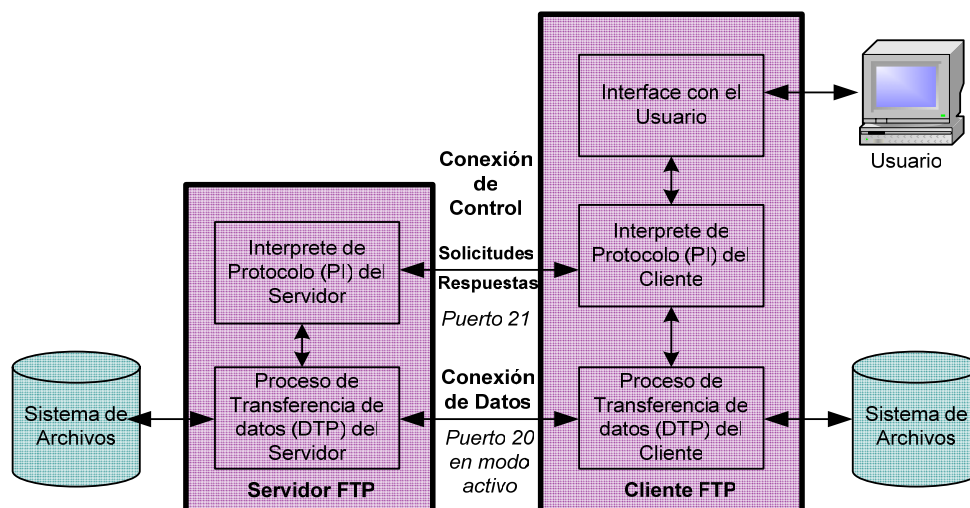 Interface con el
Usuario
Usuario
Conexión
de
Control
Interprete de
Protocolo (PI) del
Servidor
Solicitudes
Respuestas
Puerto 21
Interprete de
Protocolo (PI) del
Cliente
Sistema de
Archivos
Proceso de
Transferencia de
datos (DTP) del
Servidor
Conexión
de Datos
Puerto 20
en modo
activo
Proceso de
Transferencia de
datos (DTP) del
Cliente
Sistema de
Archivos
Servidor FTP
Cliente FTP